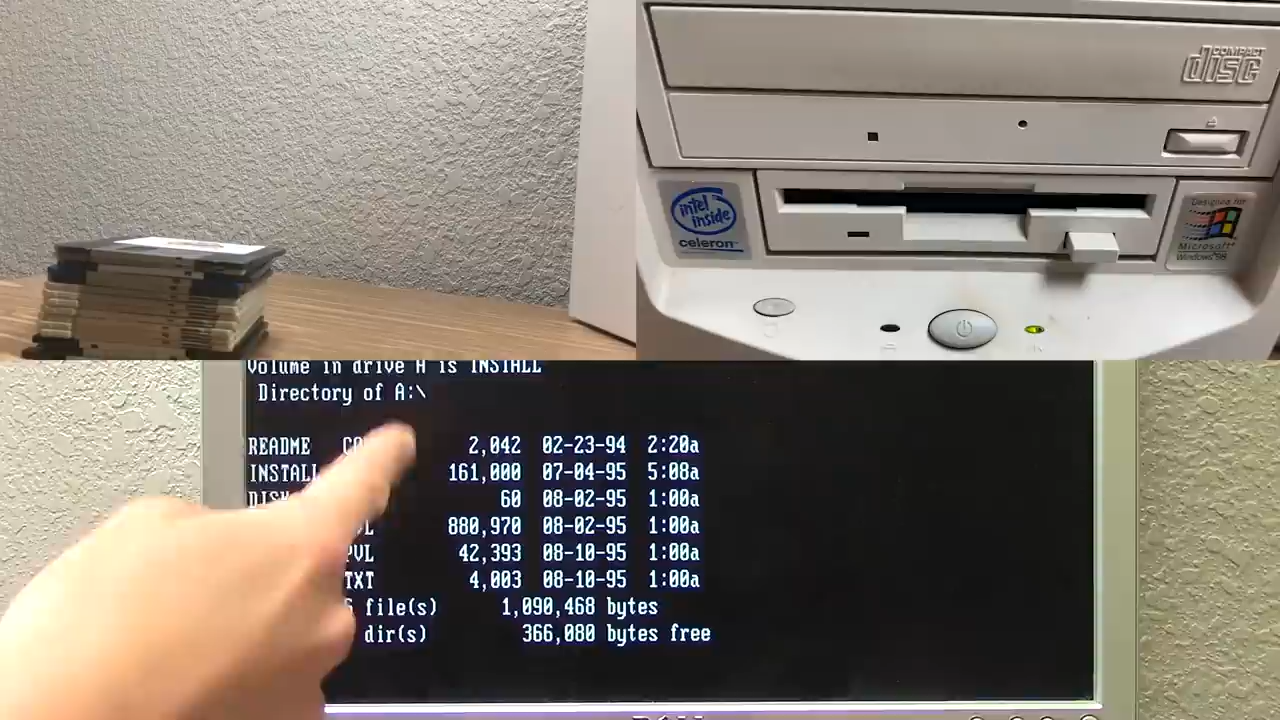 COMPACT
disc
intel
inside
celeron
Designed for
Microsoft
Windows 98
Volume in drive A is INSTALL
Directory of A:\
README 2,042 02-23-94 2:20a
INSTALL 161,000 07-04-95 5:08a
60 08-02-95 1:00a
880,970 08-02-95 1:00a
42,393 08-10-95 1:00a
TXT 4,003 08-10-95 1:00a
file(s) 1,090,468 bytes
dir(s) 366,080 bytes free